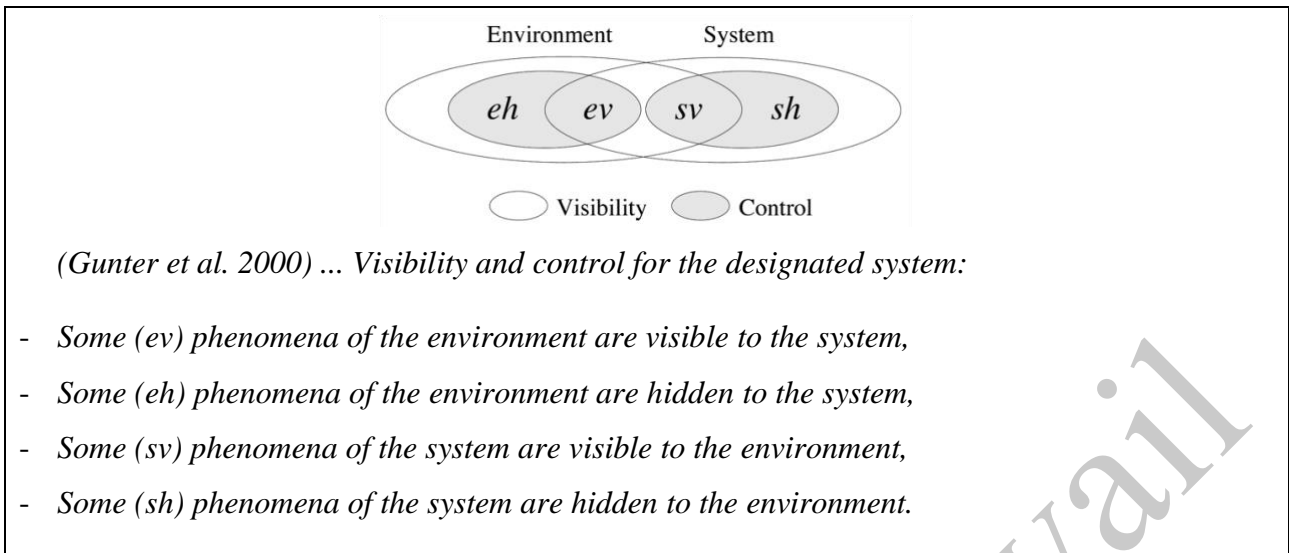 Environment System
eh ev sv sh
Visibility Control
(Gunter et al. 2000) ... Visibility and control for the designated system:
- Some (ev) phenomena of the environment are visible to the system,
- Some (eh) phenomena of the environment are hidden to the system,
- Some (sv) phenomena of the system are visible to the environment,
- Some (sh) phenomena of the system are hidden to the environment.
vail